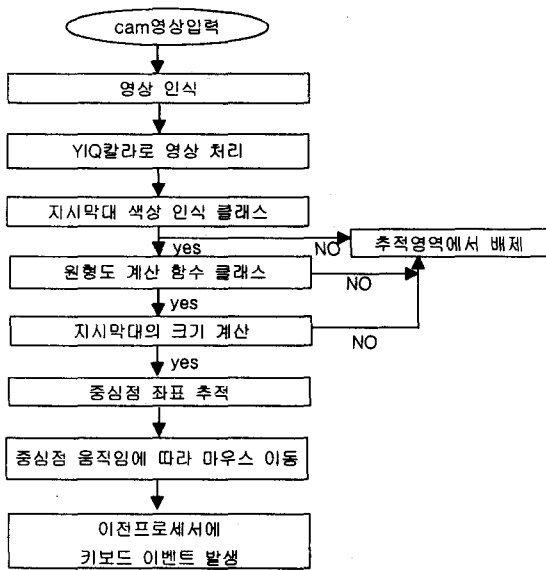 cam영상입력
영상 인식
YIQ칼라로 영상 처리
지시막대 색상 인식 클래스
yes
NO
추적영역에서 배제
원형도 계산 함수 클래스
NO
yes
지시막대의 크기 계산
NO
yes
중심점 좌표 추적
중심점 움직임에 따라 마우스 이동
이전프로세서에
키보드 이벤트 발생